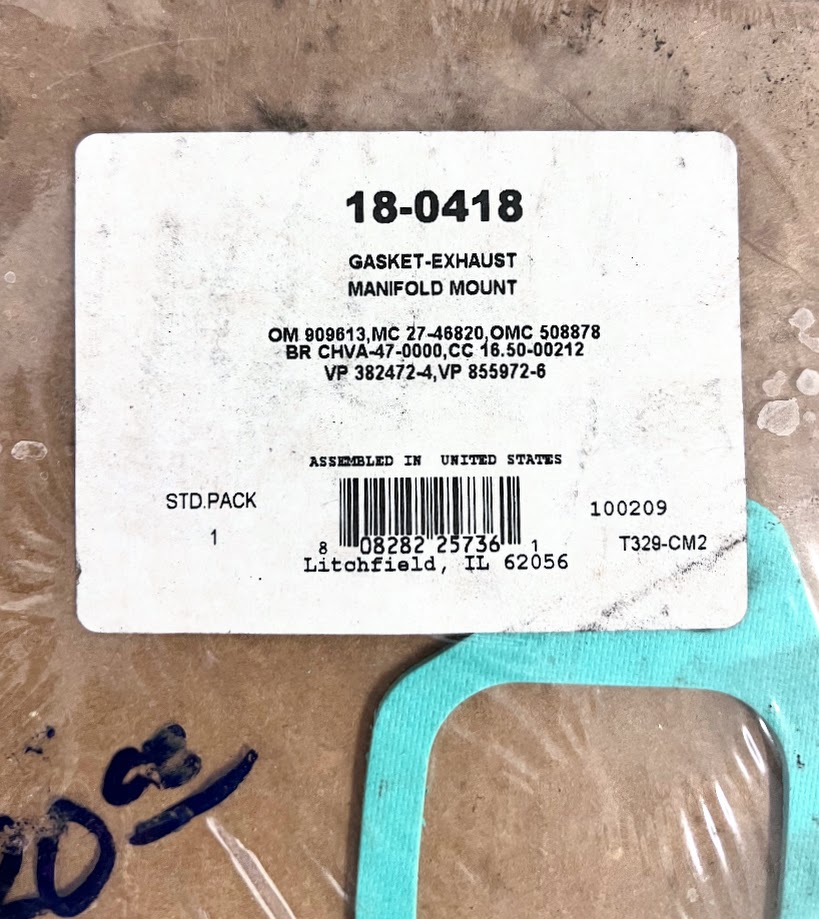 18-0418
GASKET-EXHAUST
MANIFOLD MOUNT
OM 909613,MC 27-46820,OMC 508878
BR CHVA-47-0000,CC 16.50-00212
VP 382472-4,VP 855972-6
ASSEMBLED IN UNITED STATES
STD.PACK
1
100209
T329-CM2
8 08282 25736 1
Litchfield, IL 62056
20